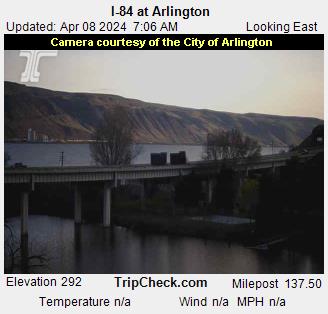 I-84 at Arlington
Updated: Apr 08 2024 7:06 AM Looking East
Camera courtesy of the City of Arlington
Elevation 292 TripCheck.com Milepost 137.50
Temperature n/a Wind n/a MPH n/a